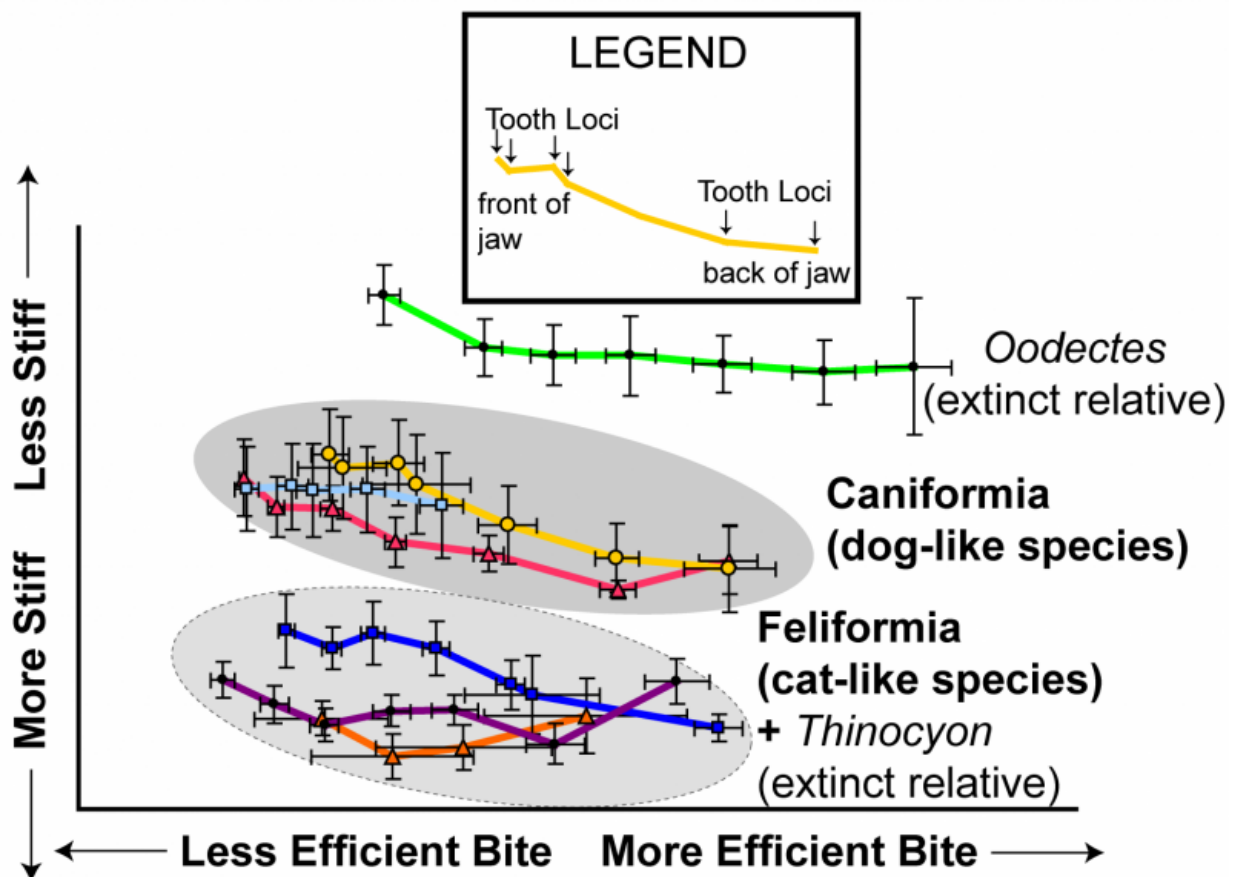 LEGEND
Tooth Loci
front of
jaw
Tooth Loci
back of jaw
Less Stiff
More Stiff
Oodectes
(extinct relative)
Caniformia
(dog-like species)
Feliformia
(cat-like species)
+ Thinocyon
(extinct relative)
Less Efficient Bite
More Efficient Bite